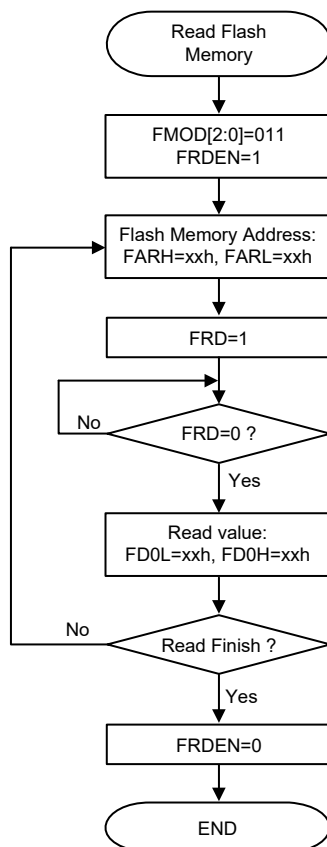 Read Flash
Memory
FMOD[2:0]=011
FRDEN=1
Flash Memory Address:
FARH=xxh, FARL=xxh
FRD=1
No
FRD=0 ?
Yes
Read value:
FD0L=xxh, FD0H=xxh
No
Read Finish ?
Yes
FRDEN=0
END